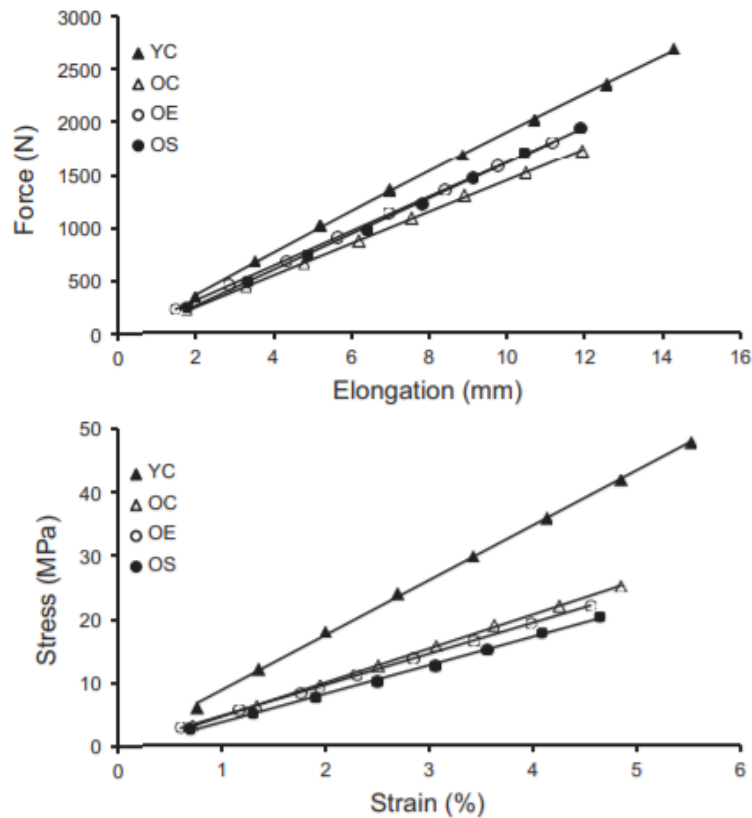 3000
2500
2000
1500
1000
500
0
Force (N)
YC
OC
OE
OS
0 2 4 6 8 10 12 14 16
Elongation (mm)
50
40
30
20
10
0
Stress (MPa)
YC
OC
OE
OS
0 1 2 3 4 5 6
Strain (%)